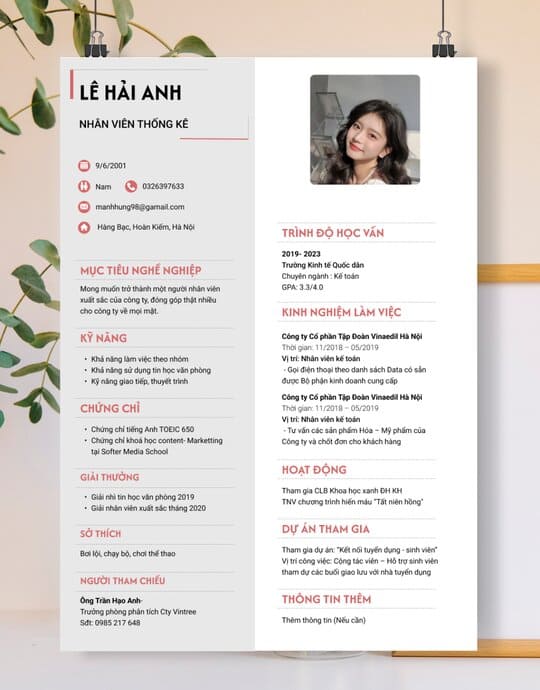 LÊ HẢI ANH
NHÂN VIÊN THỐNG KÊ
9/6/2001
Nam
0326397633
manhhung98@gamail.com
Hàng Bạc, Hoàn Kiếm, Hà Nội
MỤC TIÊU NGHỀ NGHIỆP
Mong muốn trở thành một người nhân viên
xuất sắc của công ty, đóng góp thật nhiều
cho công ty về mọi mặt.
KỸ NĂNG
• Khả năng làm việc theo nhóm
• Khả năng sử dụng tin học văn phòng
• Kỹ năng giao tiếp, thuyết trình
CHỨNG CHỈ
• Chứng chỉ tiếng Anh TOEIC 650
• Chứng chỉ khoá học content- Marketting
tại Softer Media School
GIẢI THƯỞNG
• Giải nhì tin học văn phòng 2019
• Giải nhân viên xuất sắc tháng 2020
SỞ THÍCH
Bơi lội, chạy bộ, chơi thể thao
NGƯỜI THAM CHIẾU
Ông Trần Hạo Anh-
Trưởng phòng phân tích Cty Vintree
Sđt: 0985 217 648
TRÌNH ĐỘ HỌC VẤN
2019- 2023
Trường Kinh tế Quốc dân
Chuyên ngành : Kế toán
GPA: 3.3/4.0
KINH NGHIỆM LÀM VIỆC
Công ty Cổ phần Tập Đoàn Vinaedil Hà Nội
Thời gian: 11/2018 – 05/2019
Vị trí: Nhân viên kế toán
- Gọi điện thoại theo danh sách Data có sẵn
được Bộ phận kinh doanh cung cấp
Công ty Cổ phần Tập Đoàn Vinaedil Hà Nội
Thời gian: 11/2018 – 05/2019
Vị trí: Nhân viên kế toán
- Tư vấn các sản phẩm Hóa – Mỹ phẩm của
Công ty và chốt đơn cho khách hàng
HOẠT ĐỘNG
Tham gia CLB Khoa học xanh ĐH KH
TNV chương trình hiến máu "Tất niên hồng"
DỰ ÁN THAM GIA
Tham gia dự án: "Kết nối tuyển dụng - sinh viên"
Vị trí công việc: Cộng tác viên – Hỗ trợ sinh viên
tham dự các buổi giao lưu với nhà tuyển dụng
THÔNG TIN THÊM
Thêm thông tin (Nếu cần)